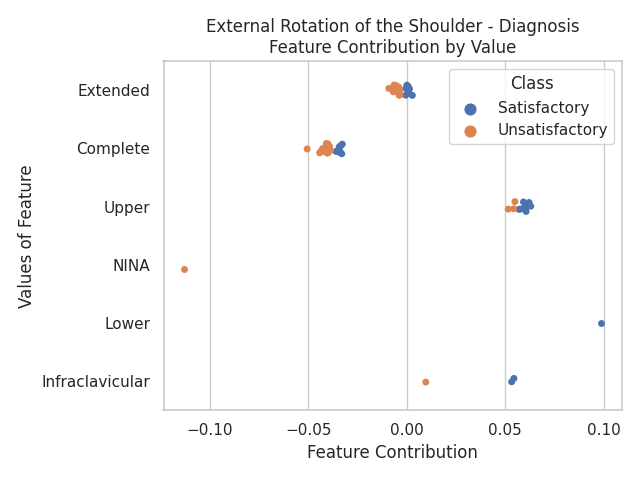 External Rotation of the Shoulder - Diagnosis
Feature Contribution by Value
Class
Satisfactory
Unsatisfactory
Extended
Complete
Upper
NINA
Lower
Infraclavicular
Values of Feature
−0.10
−0.05
0.00
0.05
0.10
Feature Contribution